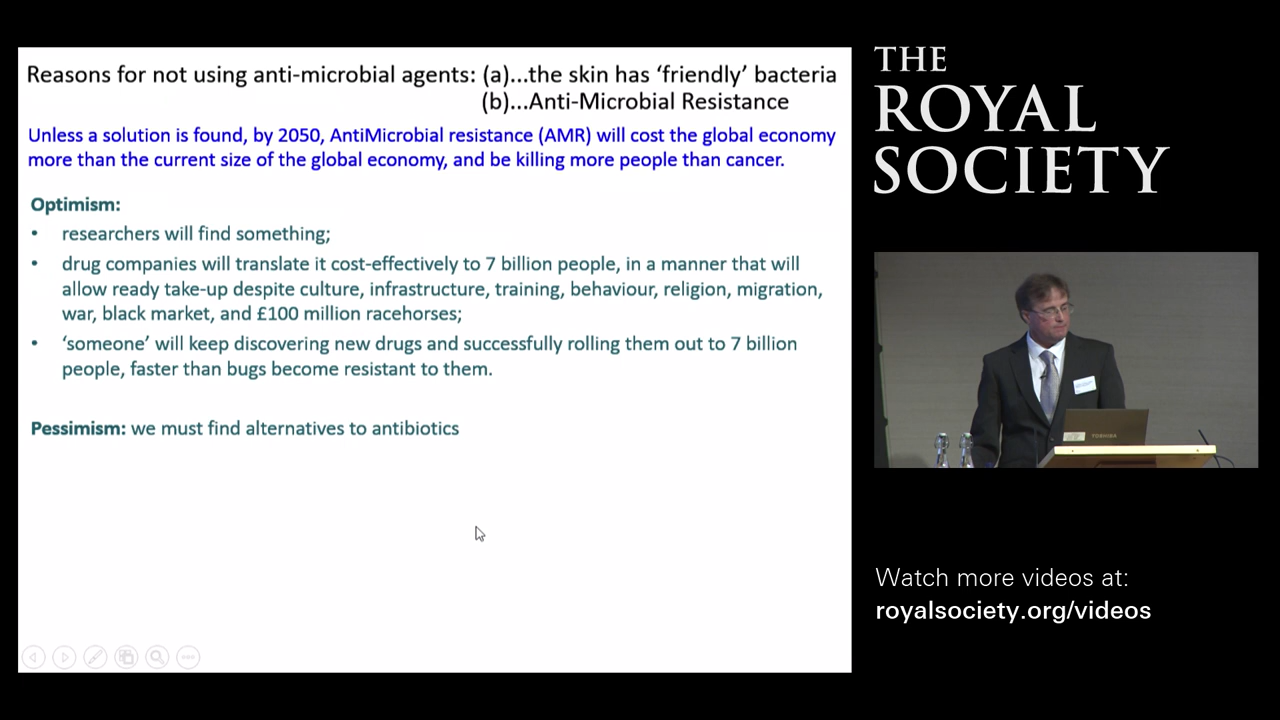 Reasons for not using anti-microbial agents: (a)...the skin has ‘friendly’ bacteria
(b)...Anti-Microbial Resistance
Unless a solution is found, by 2050, AntiMicrobial resistance (AMR) will cost the global economy
more than the current size of the global economy, and be killing more people than cancer.
Optimism:
• researchers will find something;
• drug companies will translate it cost-effectively to 7 billion people, in a manner that will
allow ready take-up despite culture, infrastructure, training, behaviour, religion, migration,
war, black market, and £100 million racehorses;
• ‘someone’ will keep discovering new drugs and successfully rolling them out to 7 billion
people, faster than bugs become resistant to them.
Pessimism: we must find alternatives to antibiotics
THE
ROYAL
SOCIETY
TOSHIBA
Watch more videos at:
royalsociety.org/videos